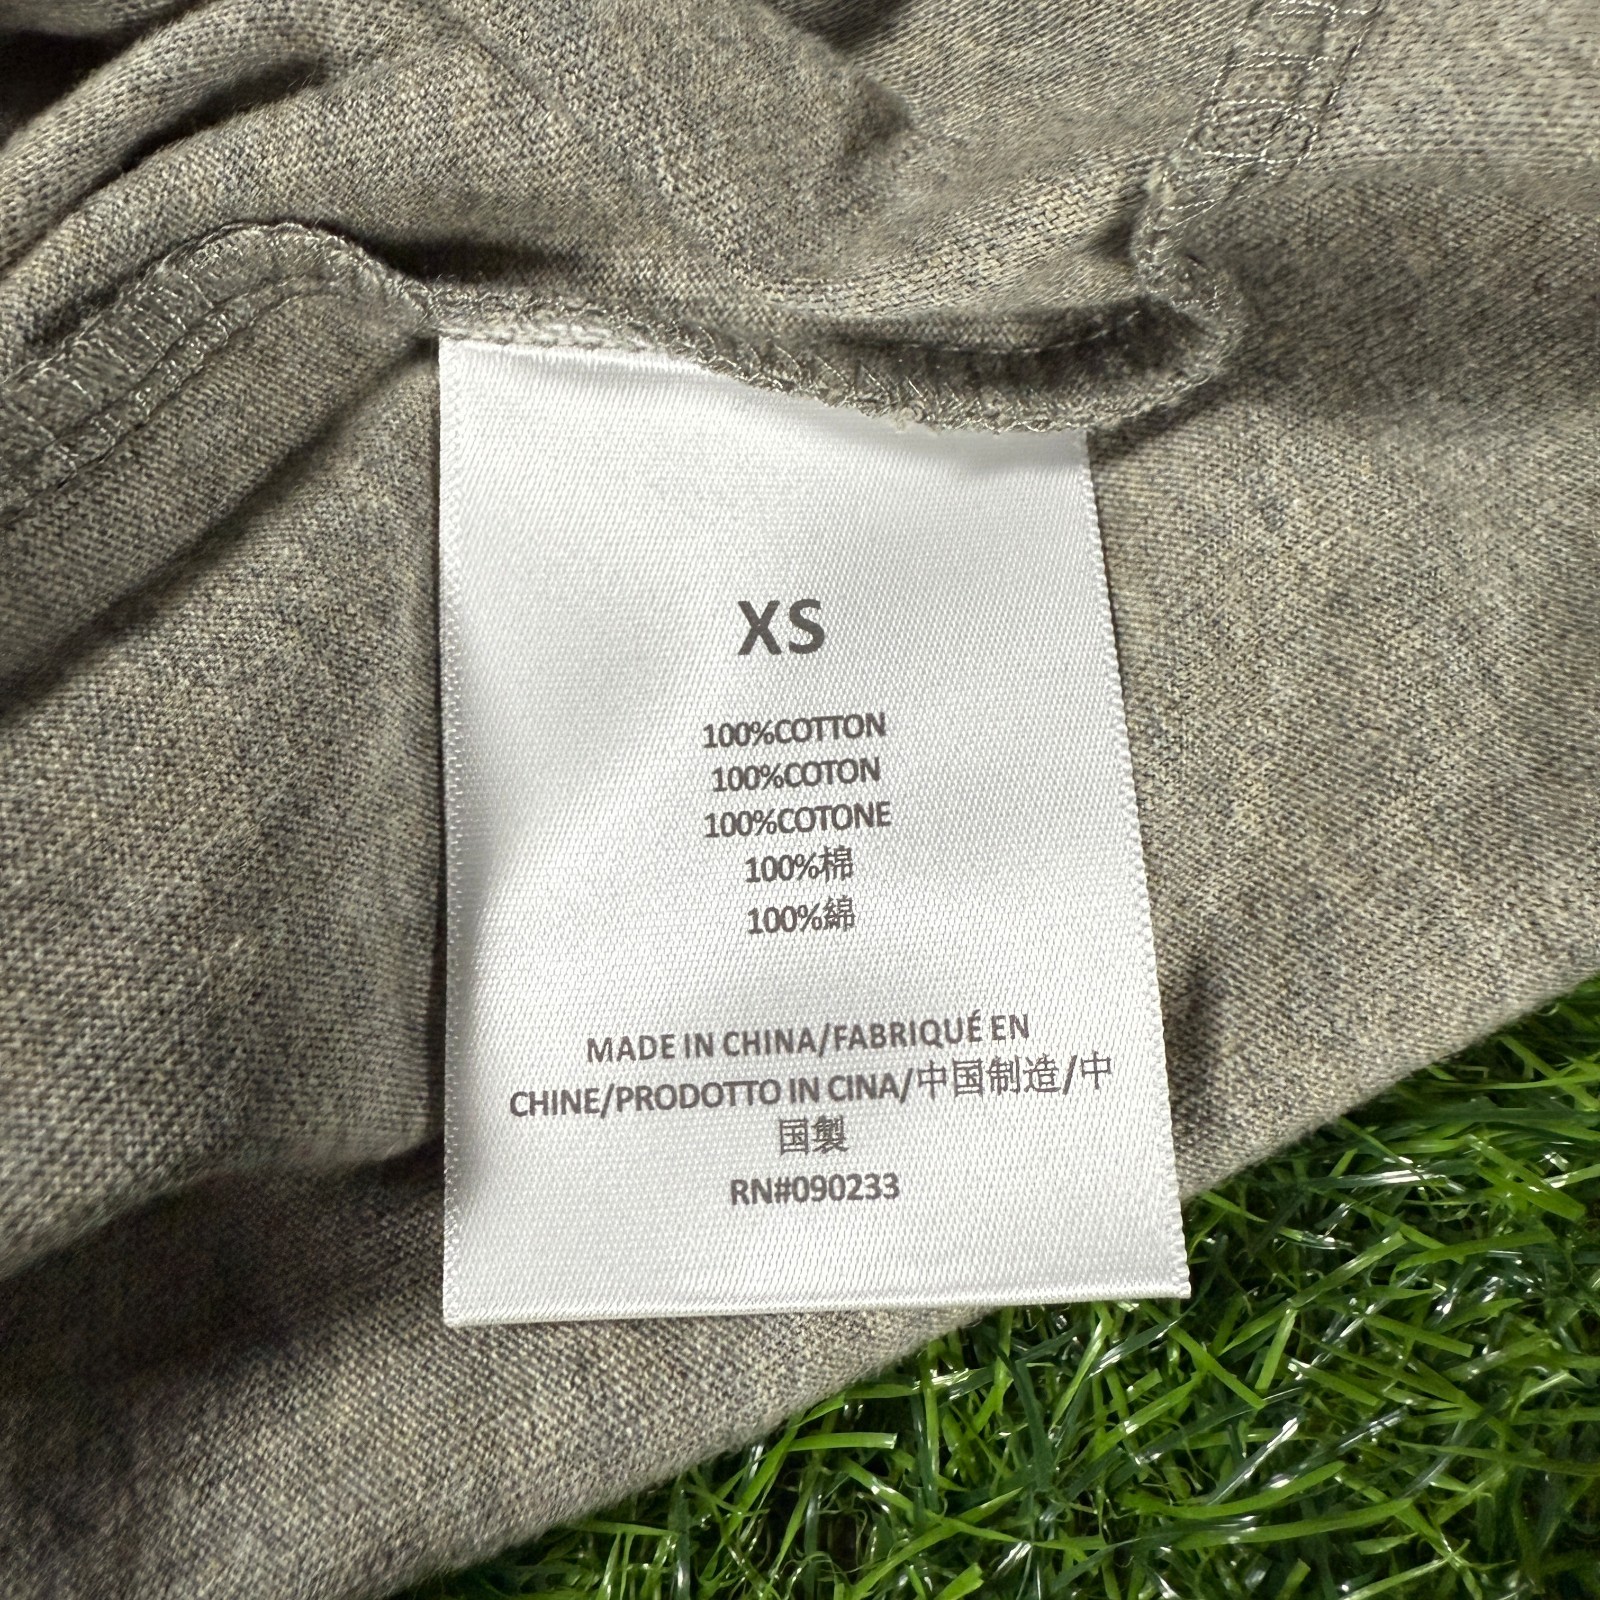 XS
100%COTTON
100%COTON
100%COTONE
100%棉
100%綿
MADE IN CHINA/FABRIQUÉ EN
CHINE/PRODOTTO IN CINA/中国制造/中
国製
RN#090233